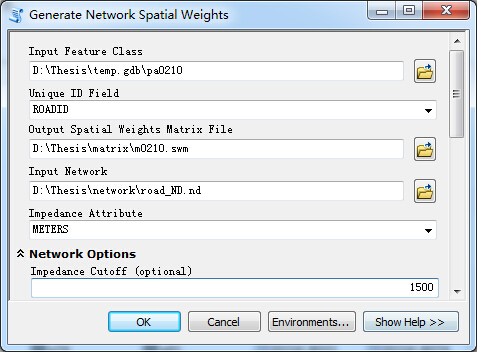 Generate Network Spatial Weights
Input Feature Class
D:\Thesis\temp.gdb\pa0210
Unique ID Field
ROADID
Output Spatial Weights Matrix File
D:\Thesis\matrix\m0210.swm
Input Network
D:\Thesis\network\road_ND.nd
Impedance Attribute
METERS
Network Options
Impedance Cutoff (optional)
1500
OK Cancel Environments... Show Help >>